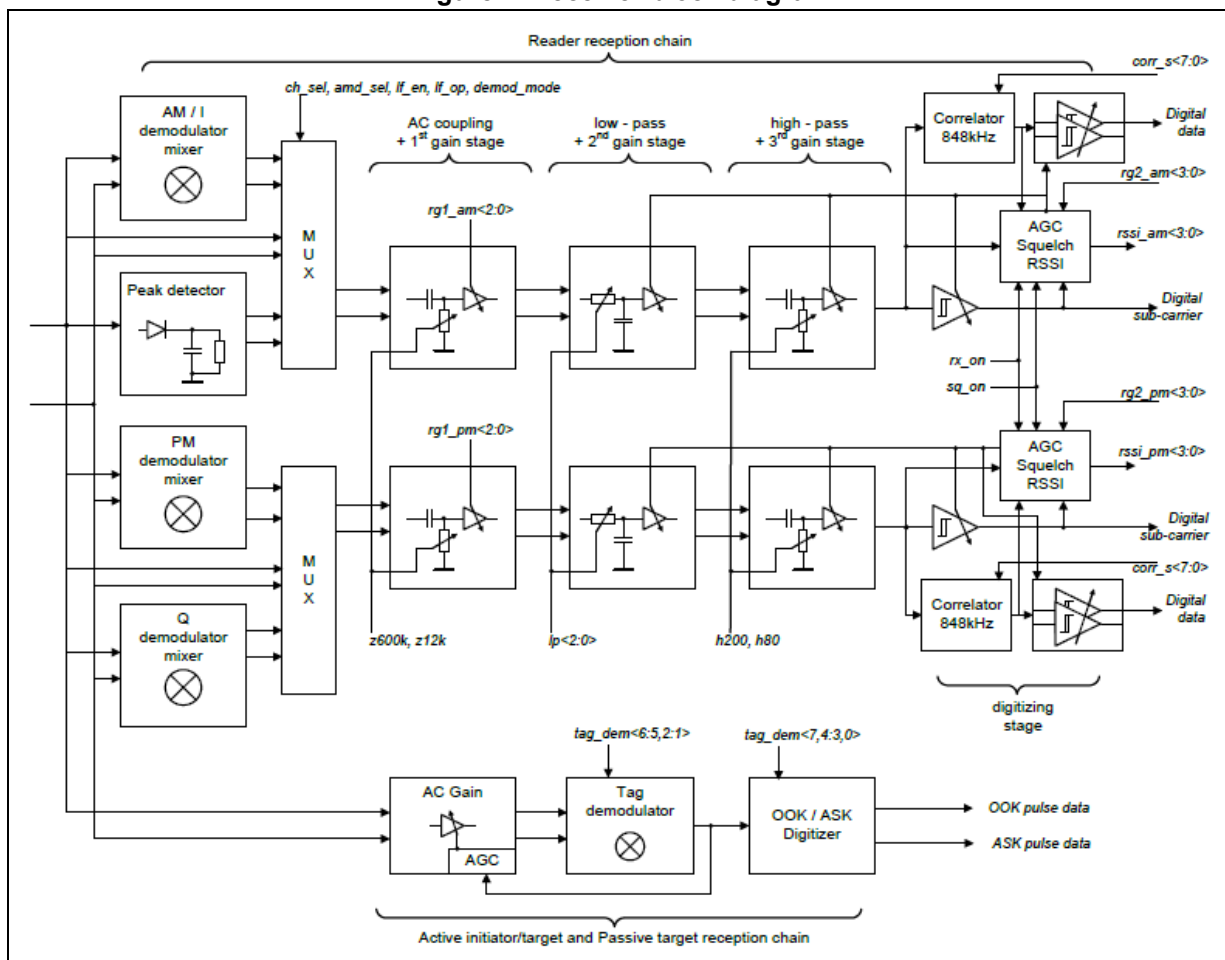 Reader reception chain
corr_s<7:0>
ch_sel, amd_sel, lf_en, lf_op, demod_mode
AM / I
demodulator
mixer
AC coupling
+ 1st gain stage
low - pass
+ 2nd gain stage
high - pass
+ 3rd gain stage
Correlator
848kHz
Digital
data
rg2_am<3:0>
M
U
X
rg1_am<2:0>
AGC
Squelch
RSSI
rssi_am<3:0>
Peak detector
Digital
sub-carrier
rx_on
sq_on
rg2_pm<3:0>
PM
demodulator
mixer
rg1_pm<2:0>
AGC
Squelch
RSSI
rssi_pm<3:0>
M
U
X
Digital
sub-carrier
corr_s<7:0>
Q
demodulator
mixer
Correlator
848kHz
Digital
data
z600k, z12k
lp<2:0>
h200, h80
digitizing
stage
tag_dem<6:5,2:1>
tag_dem<7,4:3,0>
AC Gain
AGC
Tag
demodulator
OOK / ASK
Digitizer
OOK pulse data
ASK pulse data
Active initiator/target and Passive target reception chain